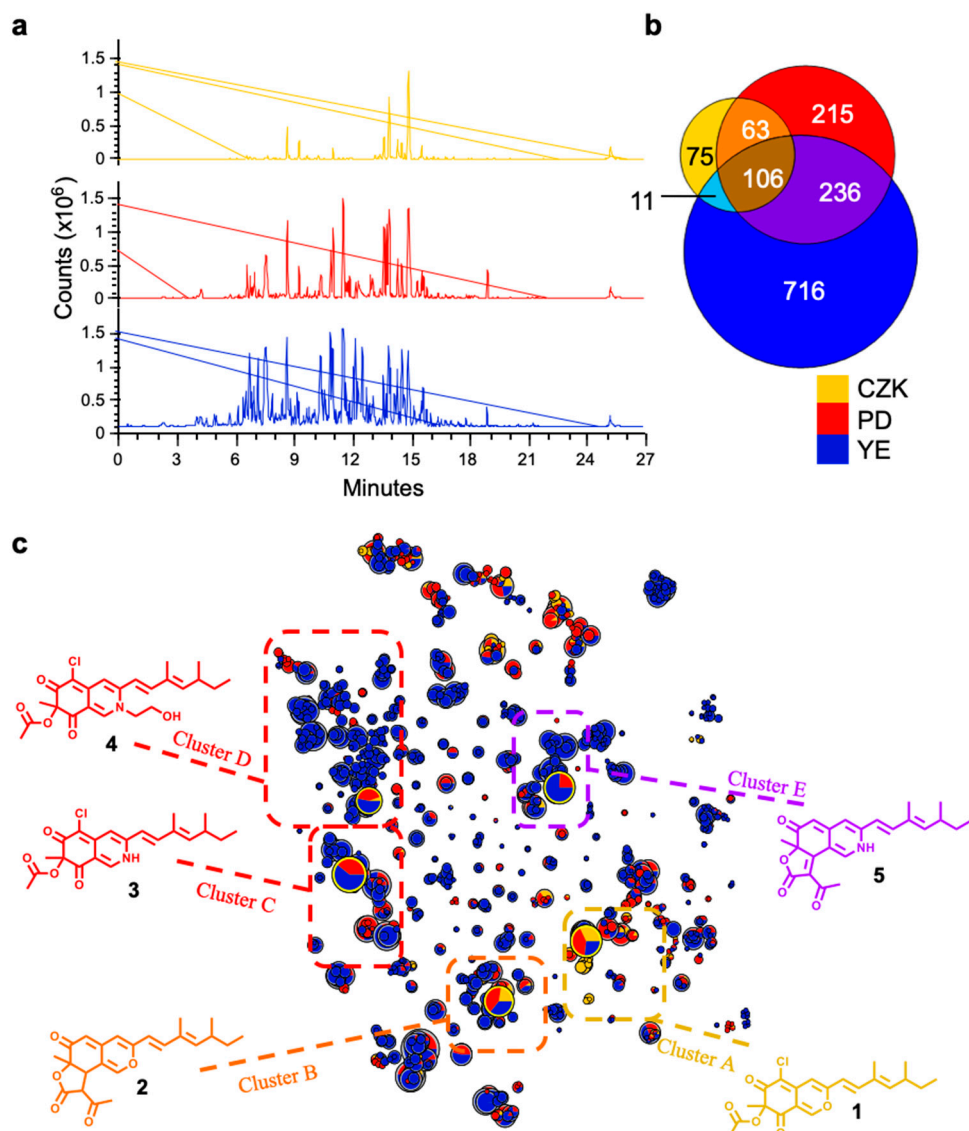 a
1.5
1
0.5
0
1.5
1
0.5
0
1.5
1
0.5
0
Counts (x10⁶)
0 3 6 9 12 15 18 21 24 27
Minutes
b
63
215
75
106
11
236
716
CZK
PD
YE
c
Cl
O
O
O
O
N
OH
4
Cluster D
Cl
O
O
O
O
NH
3
Cluster C
O
O
O
O
O
2
Cluster B
Cluster E
O
O
O
O
NH
5
Cluster A
Cl
O
O
O
O
O
1